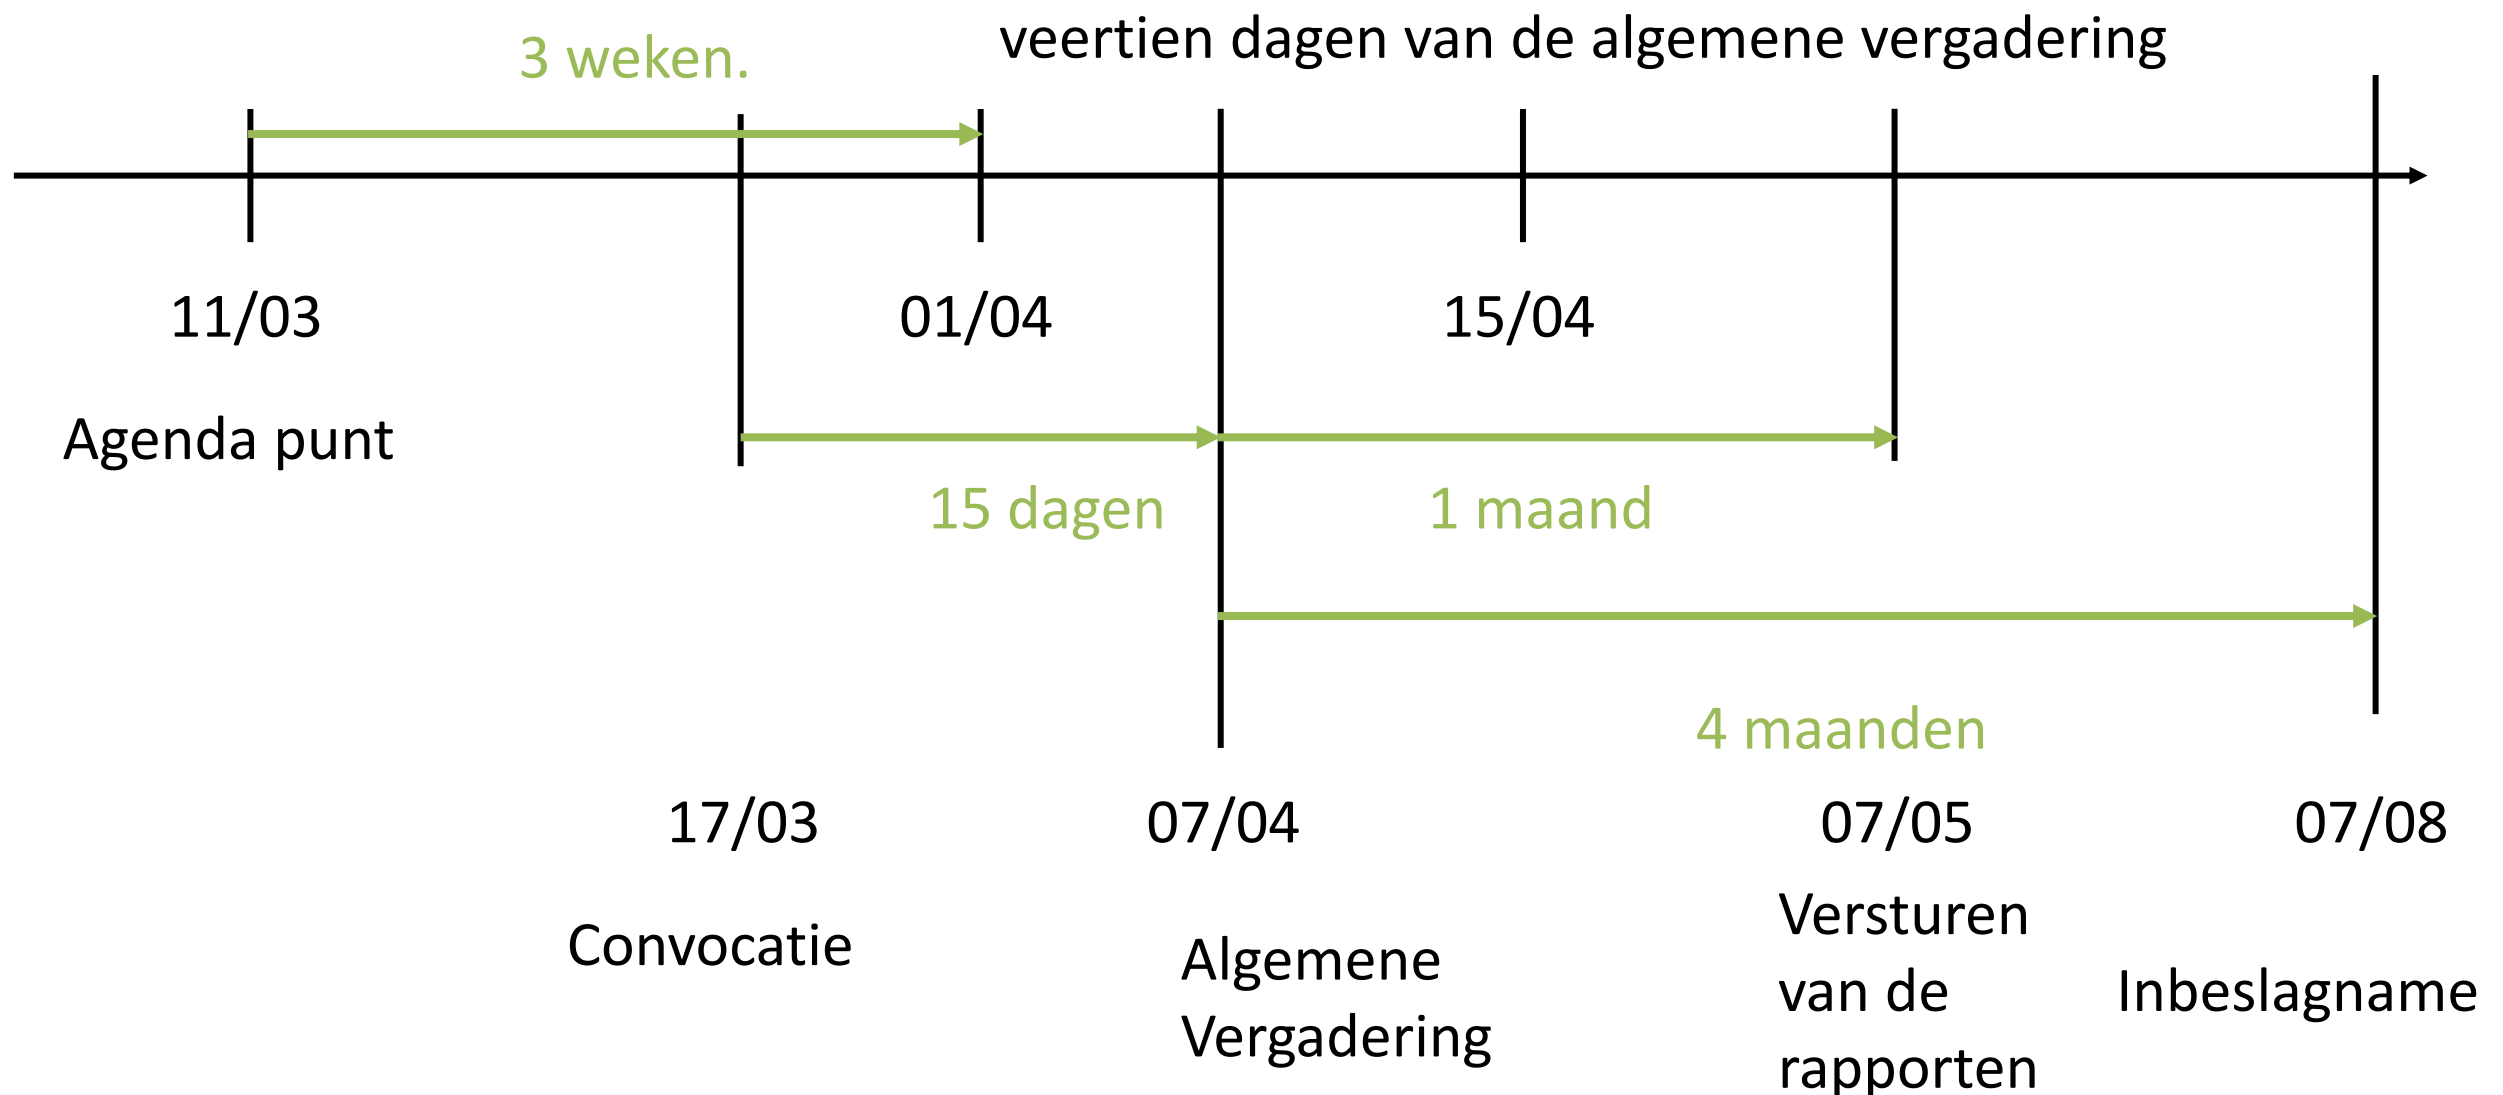 3 weken.
veertien dagen van de algemene vergadering
11/03
01/04
15/04
Agenda punt
15 dagen
1 maand
4 maanden
17/03
07/04
07/05
07/08
Convocatie
Algemene
Vergadering
Versturen
van de
rapporten
Inbeslagname